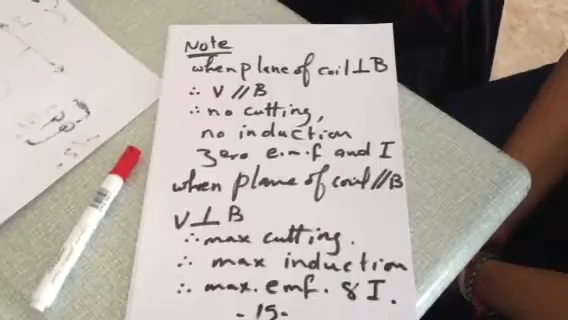 Note
when plane of coil ⊥ B
∴ V // B
∴ no cutting,
no induction
Zero e.m.f and I
when plane of coil // B
V ⊥ B
∴ max cutting.
∴ max induction
∴ max. emf. & I.
-15-